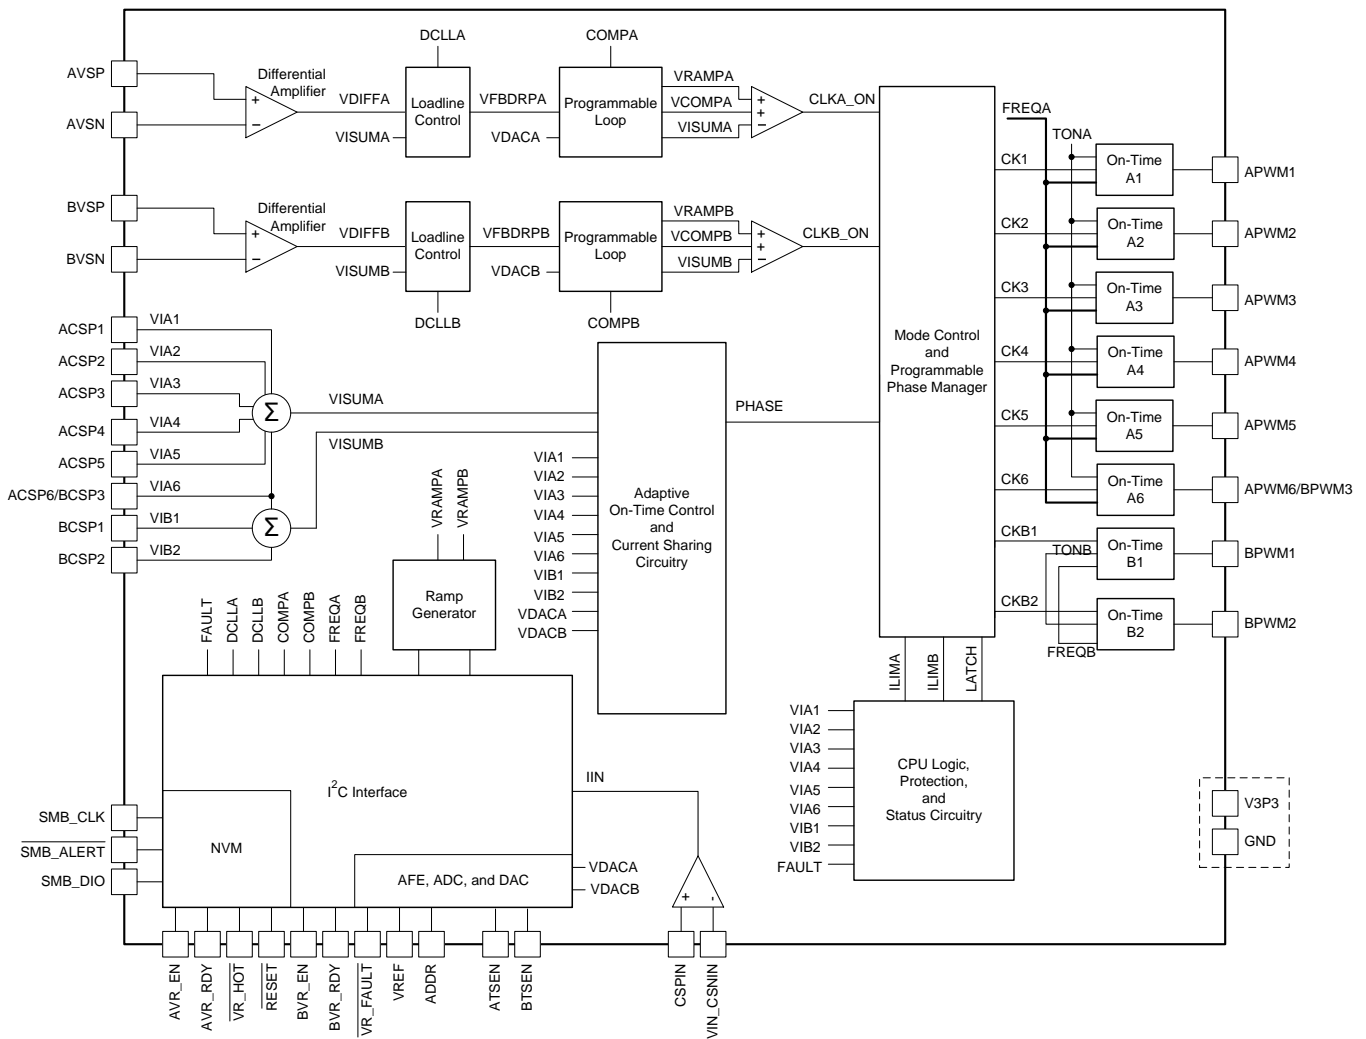 DCLLA
COMPA
AVSP
AVSN
Differential
Amplifier
+
−
VDIFFA
VISUMA
Loadline
Control
VFBDRPA
VDACA
Programmable
Loop
VRAMPA
VCOMPA
VISUMA
+
+
−
CLKA_ON
BVSP
BVSN
Differential
Amplifier
+
−
VDIFFB
VISUMB
Loadline
Control
DCLLB
VFBDRPB
VDACB
Programmable
Loop
COMPB
VRAMPB
VCOMPB
VISUMB
+
+
−
CLKB_ON
Mode Control
and
Programmable
Phase Manager
FREQA
TONA
CK1
On-Time
A1
APWM1
CK2
On-Time
A2
APWM2
CK3
On-Time
A3
APWM3
CK4
On-Time
A4
APWM4
CK5
On-Time
A5
APWM5
CK6
On-Time
A6
APWM6/BPWM3
CKB1
TONB
On-Time
B1
BPWM1
CKB2
On-Time
B2
BPWM2
FREQB
ACSP1
VIA1
ACSP2
VIA2
ACSP3
VIA3
ACSP4
VIA4
ACSP5
VIA5
ACSP6/BCSP3
VIA6
BCSP1
VIB1
BCSP2
VIB2
Σ
Σ
VISUMA
VISUMB
VIA1
VIA2
VIA3
VIA4
VIA5
VIA6
VIB1
VIB2
VDACA
VDACB
Adaptive
On-Time Control
and
Current Sharing
Circuitry
PHASE
VRAMPA
VRAMPB
Ramp
Generator
FAULT
DCLLA
DCLLB
COMPA
COMPB
FREQA
FREQB
I2C Interface
NVM
AFE, ADC, and DAC
VDACA
VDACB
IIN
+
-
SMB_CLK
SMB_ALERT
SMB_DIO
AVR_EN
AVR_RDY
VR_HOT
RESET
BVR_EN
BVR_RDY
VR_FAULT
VREF
ADDR
ATSEN
BTSEN
CSPIN
VIN_CSNIN
ILIMA
ILIMB
LATCH
VIA1
VIA2
VIA3
VIA4
VIA5
VIA6
VIB1
VIB2
FAULT
CPU Logic,
Protection,
and
Status Circuitry
V3P3
GND